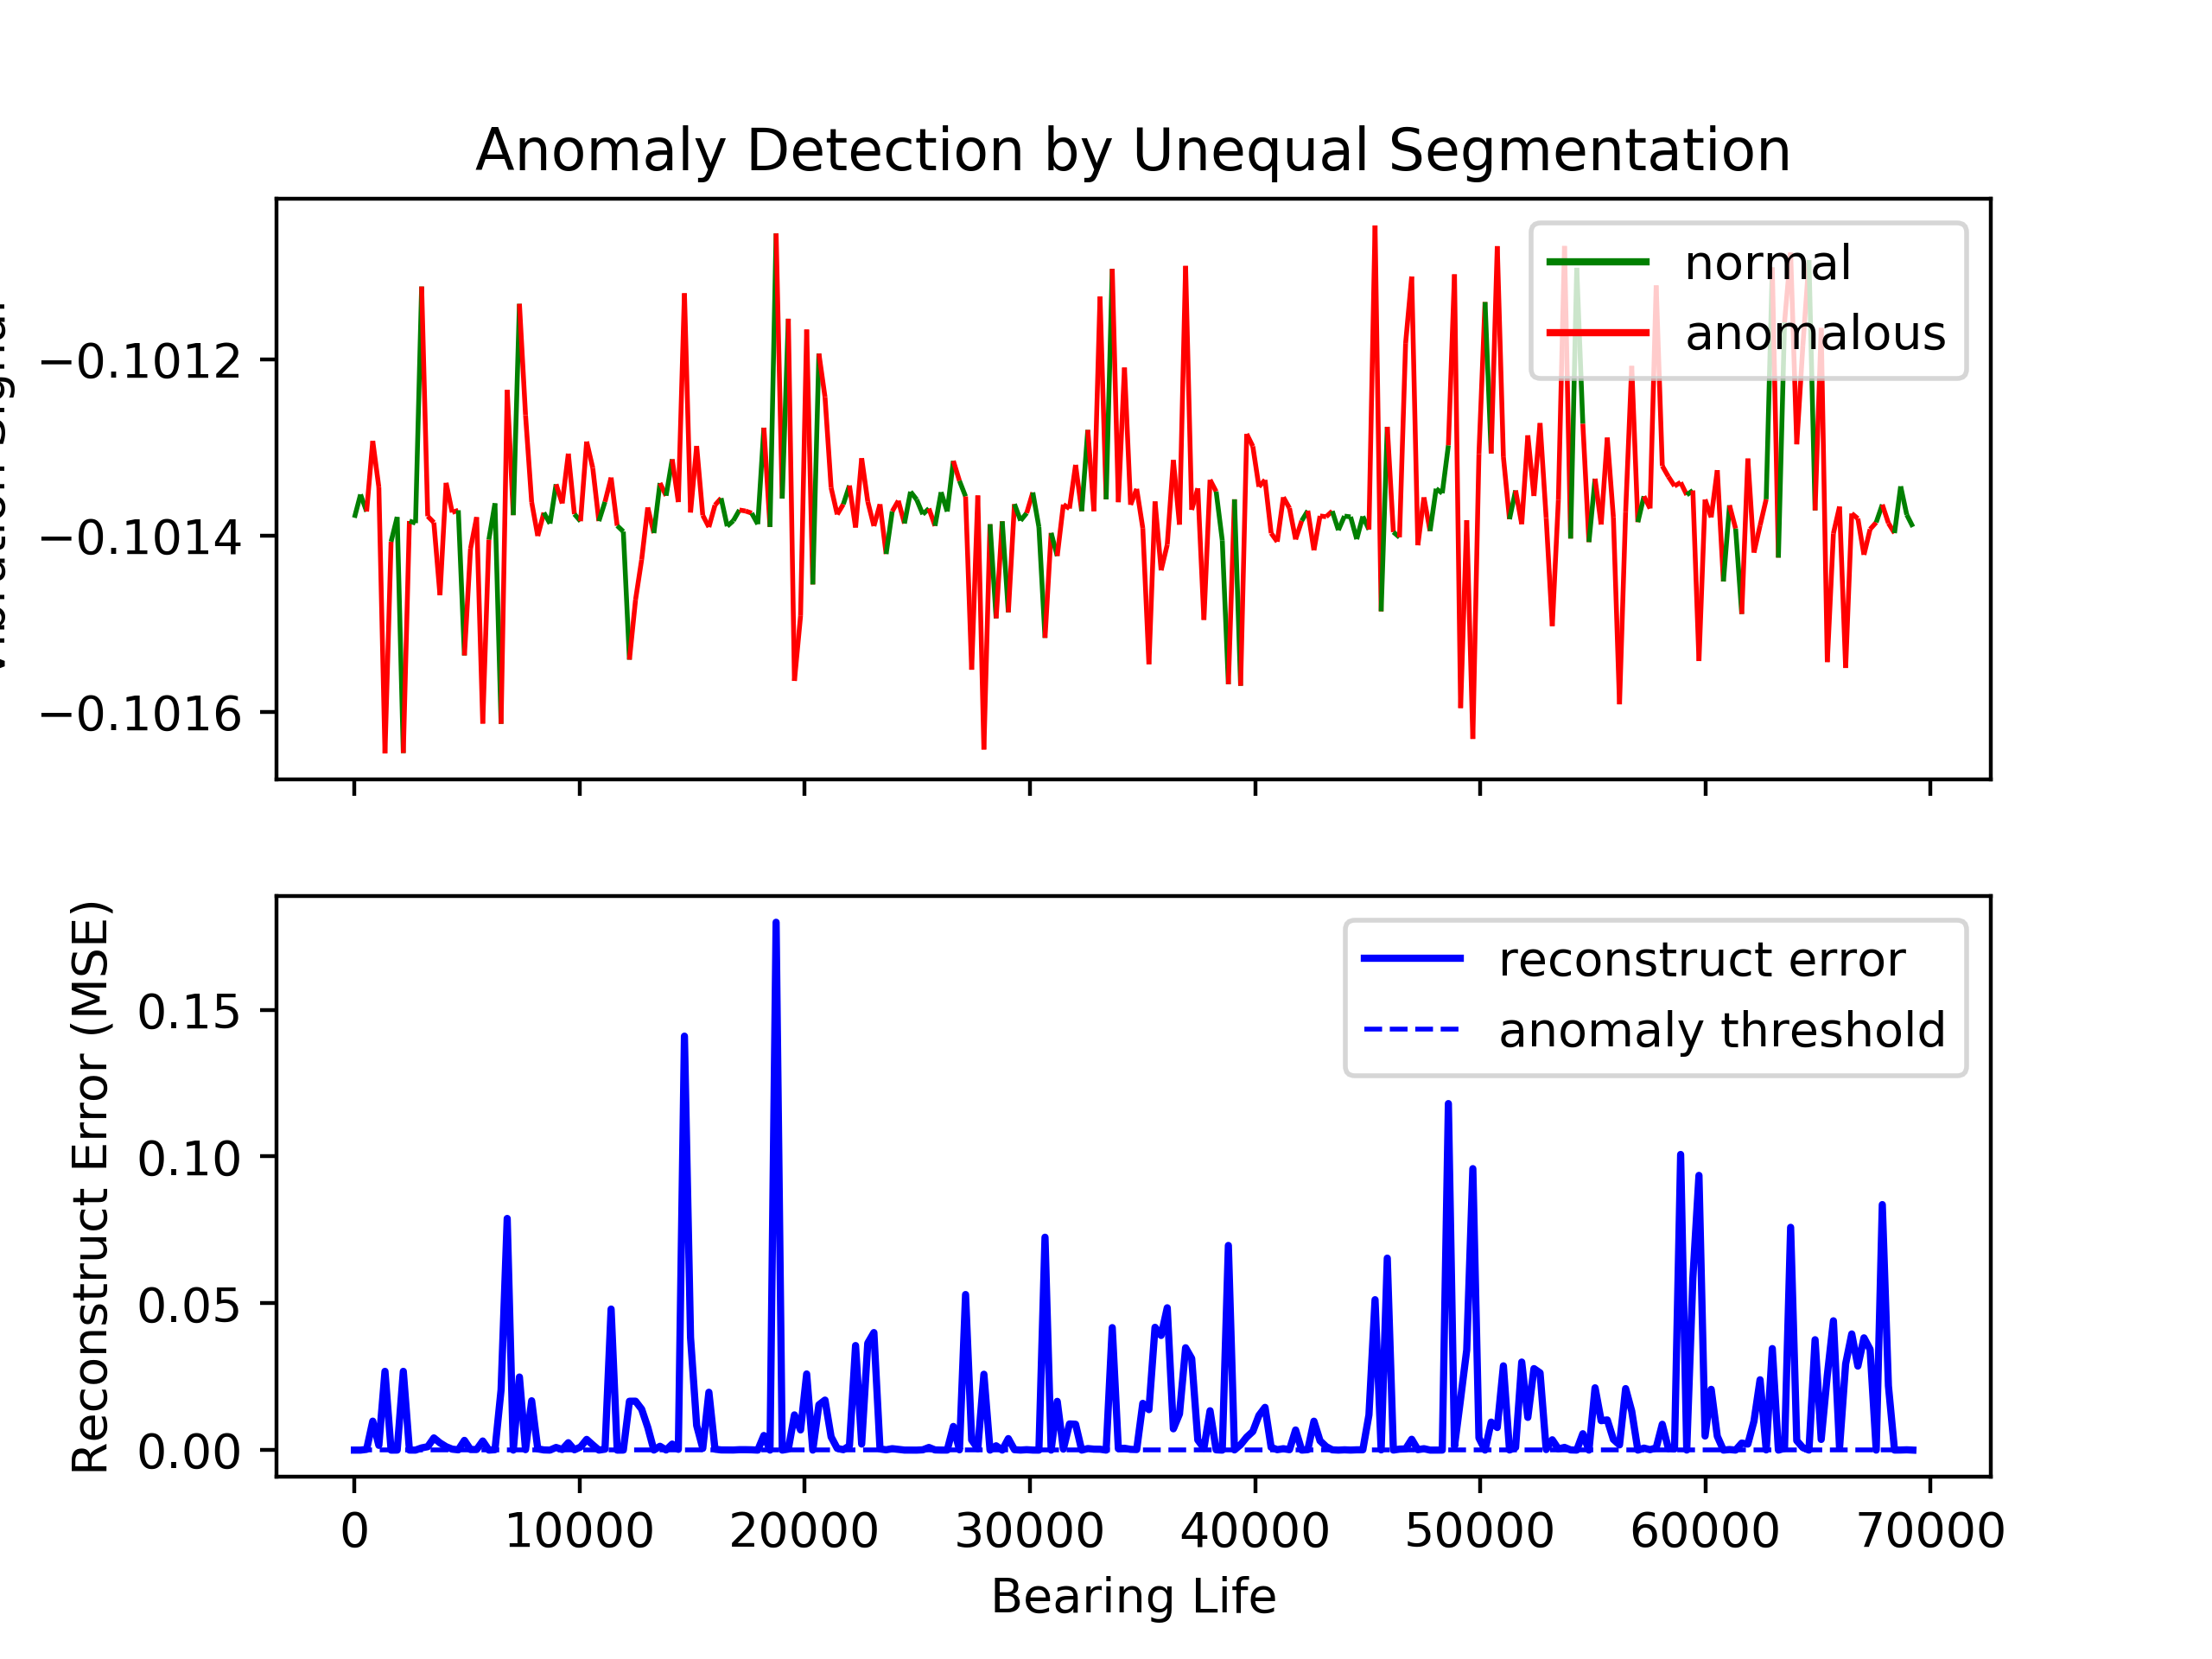 Anomaly Detection by Unequal Segmentation
normal
anomalous
−0.1012
−0.1014
−0.1016
reconstruct error
anomaly threshold
Reconstruct Error (MSE)
0.15
0.10
0.05
0.00
0
10000
20000
30000
40000
50000
60000
70000
Bearing Life